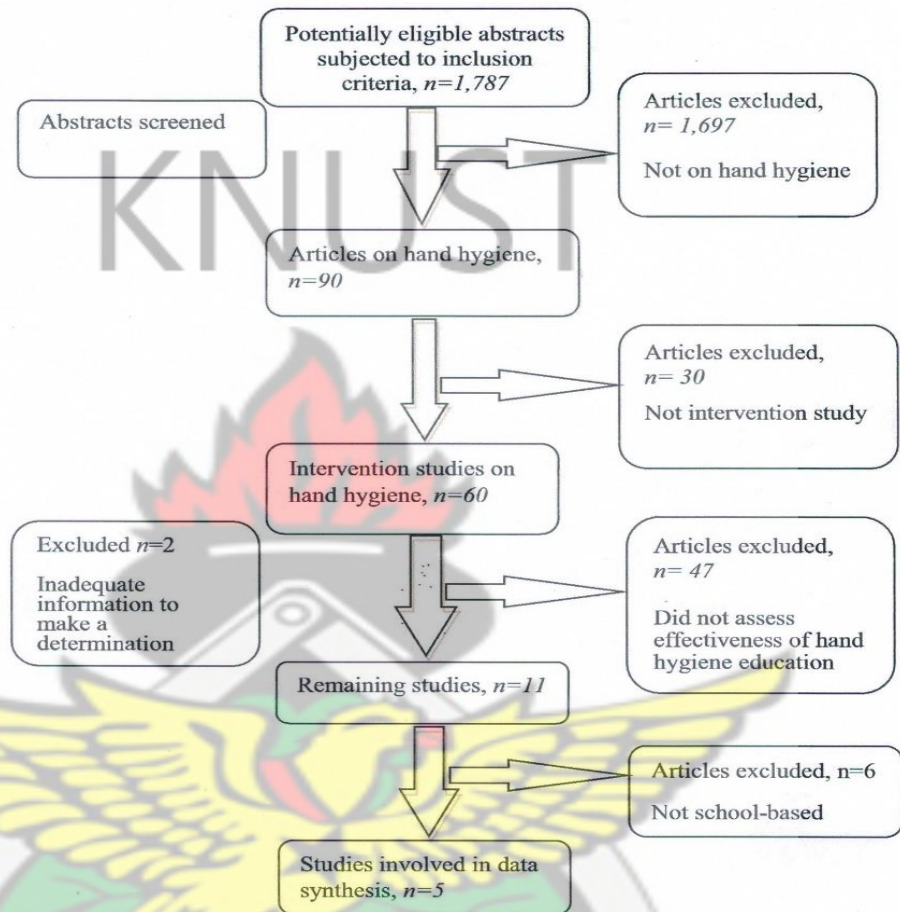 Potentially eligible abstracts
subjected to inclusion
criteria, n=1,787
Abstracts screened
Articles excluded,
n= 1,697
Not on hand hygiene
KNUST
Articles on hand hygiene,
n=90
Articles excluded,
n= 30
Not intervention study
Intervention studies on
hand hygiene, n=60
Excluded n=2
Inadequate
information to
make a
determination
Articles excluded,
n= 47
Did not assess
effectiveness of hand
hygiene education
Remaining studies, n=11
Articles excluded, n=6
Not school-based
Studies involved in data
synthesis, n=5